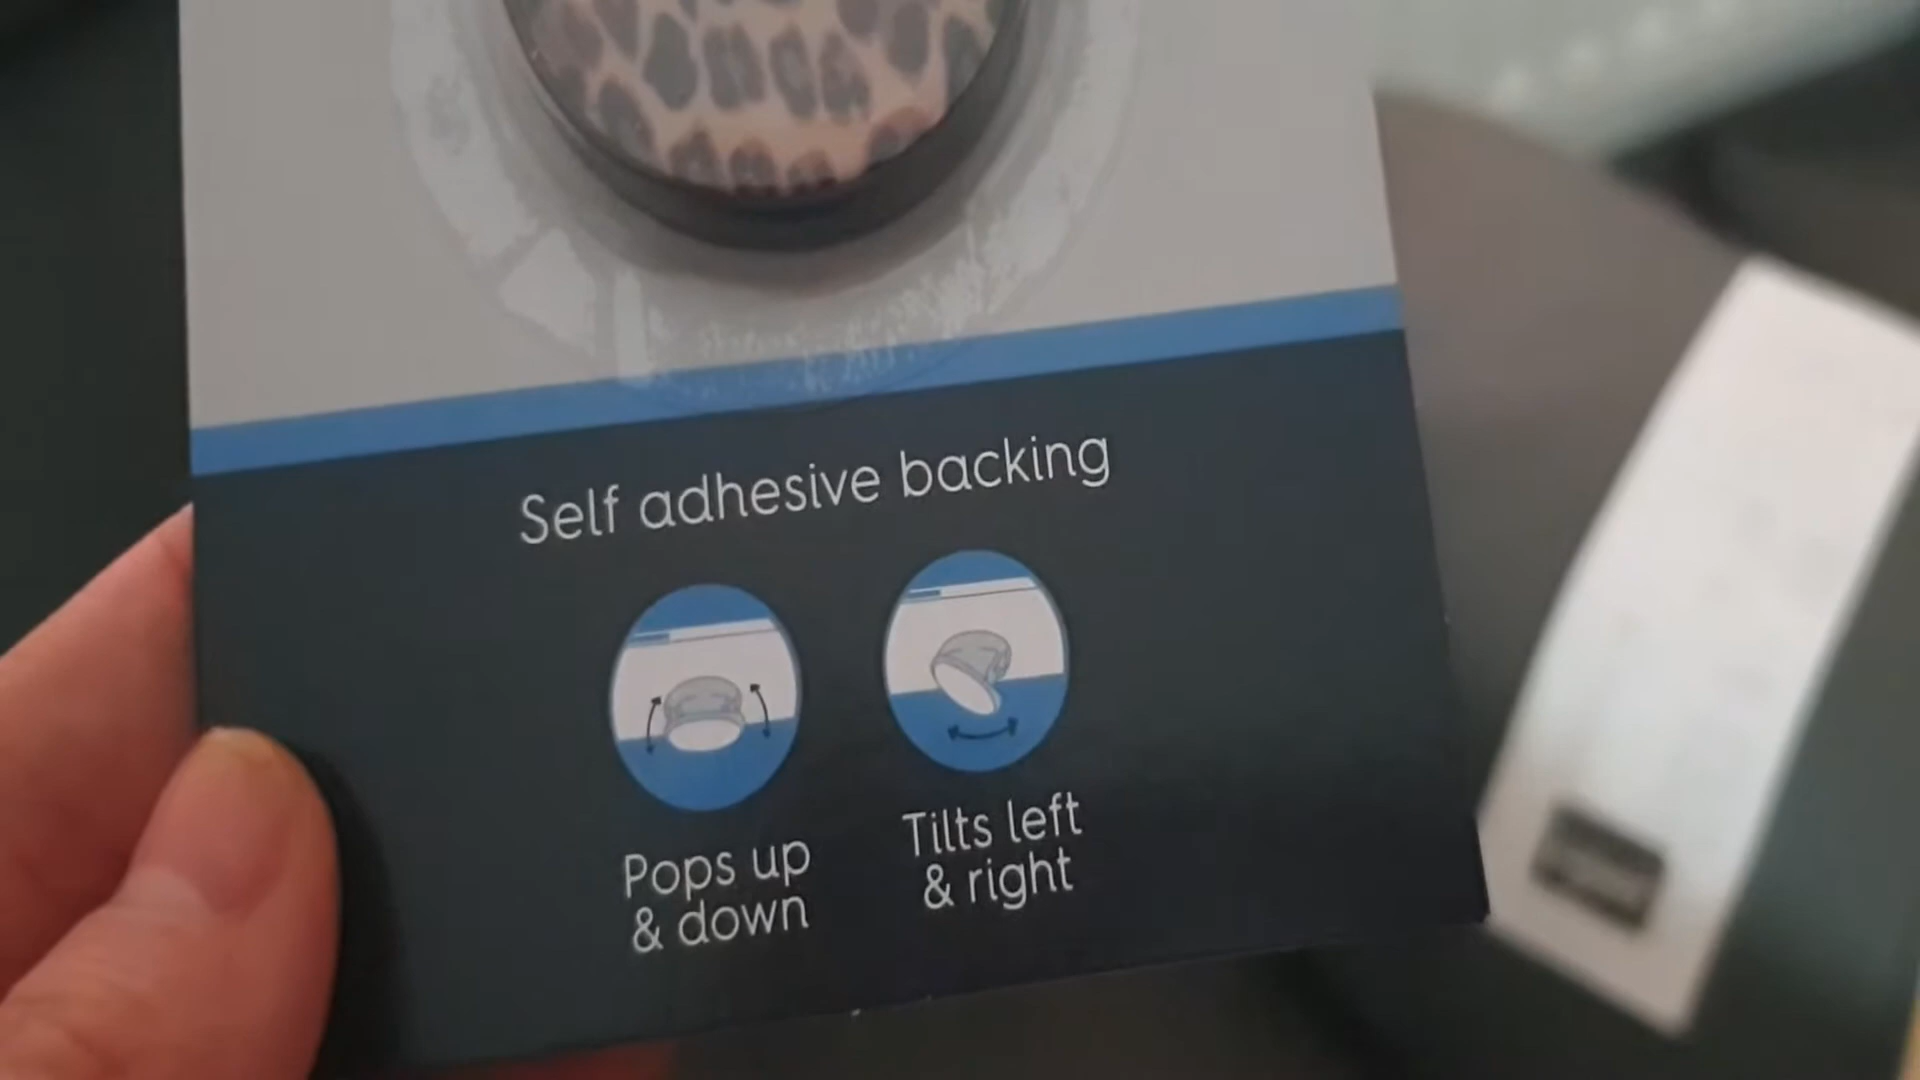 Self adhesive backing
Pops up
& down
Tilts left
& right